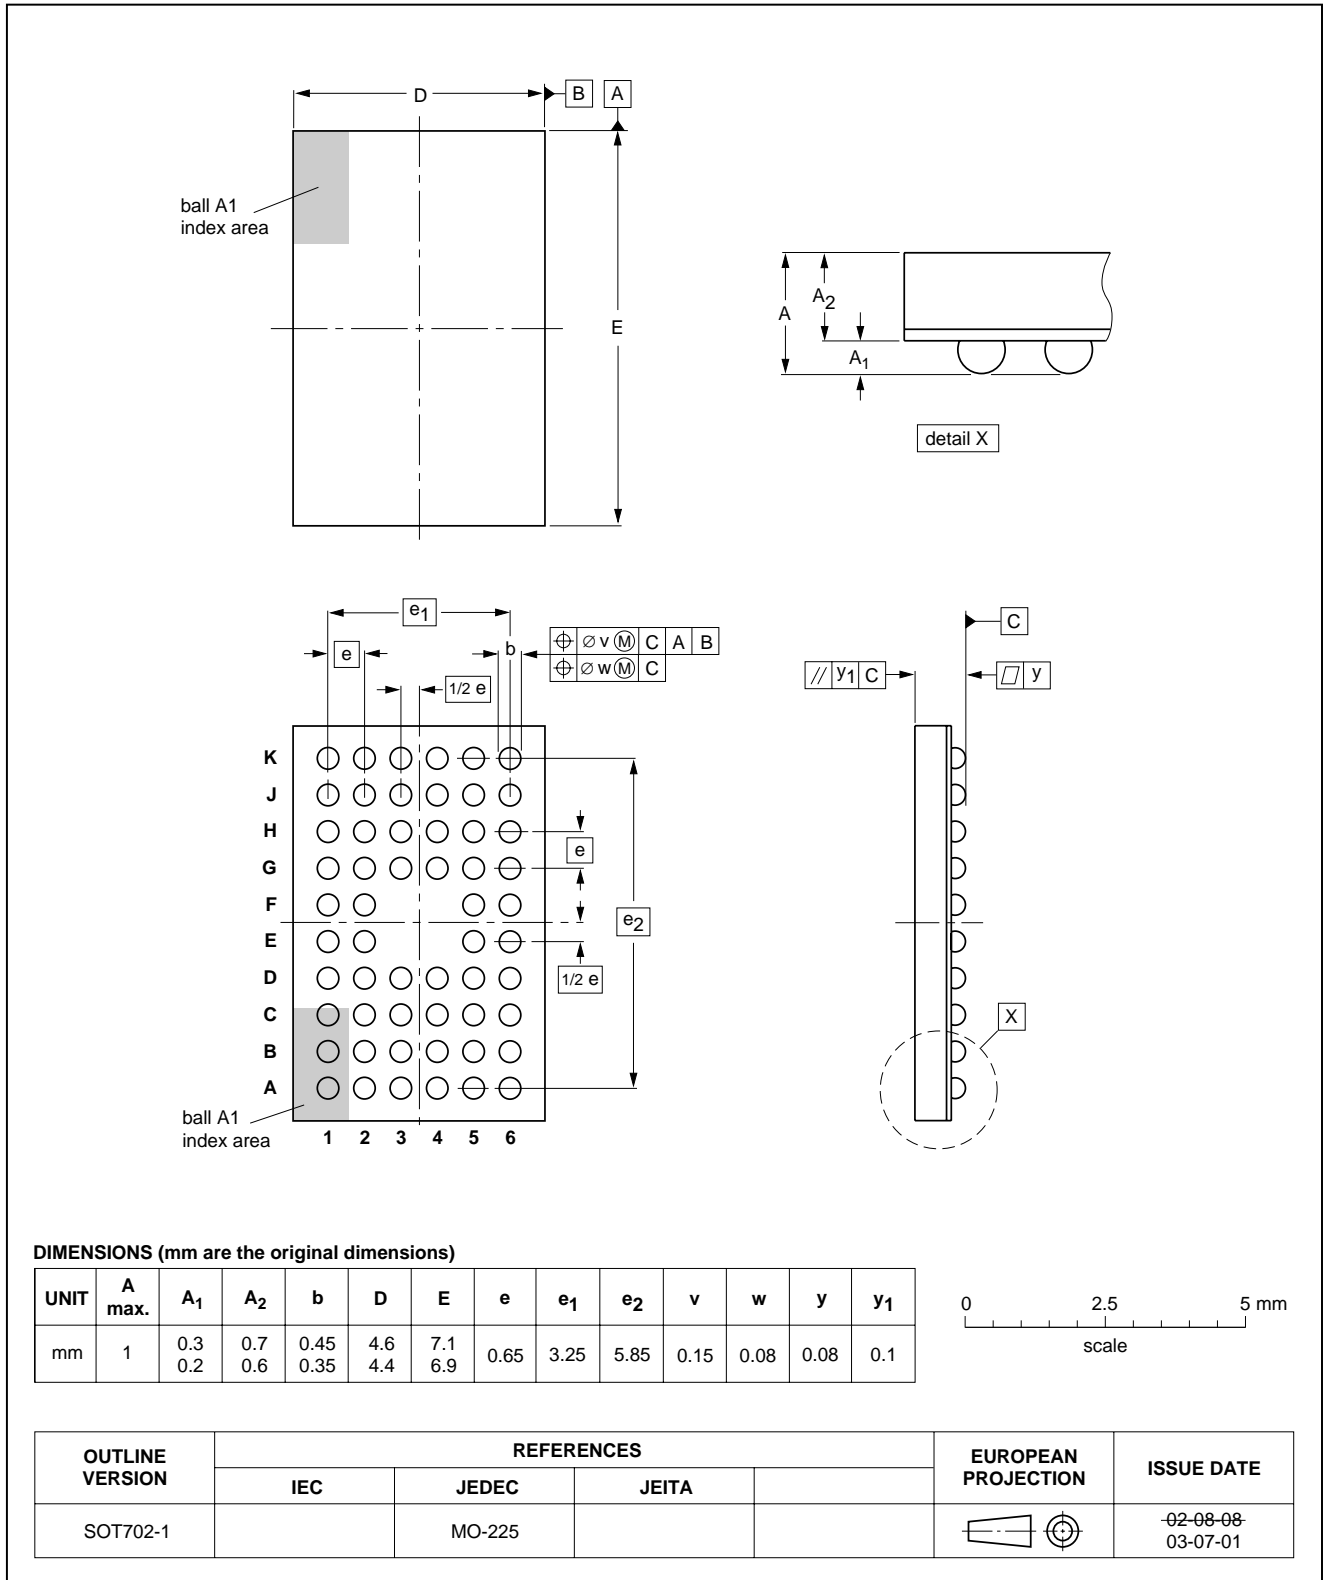 D
B
A
ball A1
index area
E
A
A2
A1
detail X
e1
e
b
⌀ v Ⓜ C A B
⌀ w Ⓜ C
1/2 e
C
// y1 C
y
K
J
H
G
F
E
D
C
B
A
e
e2
1/2 e
X
ball A1
index area
1 2 3 4 5 6
DIMENSIONS (mm are the original dimensions)
UNIT A max. A1 A2 b D E e e1 e2 v w y y1
mm 1 0.3 0.2 0.7 0.6 0.45 0.35 4.6 4.4 7.1 6.9 0.65 3.25 5.85 0.15 0.08 0.08 0.1
0 2.5 5 mm
scale
OUTLINE VERSION REFERENCES EUROPEAN PROJECTION ISSUE DATE
IEC JEDEC JEITA
SOT702-1 MO-225 02-08-08
03-07-01